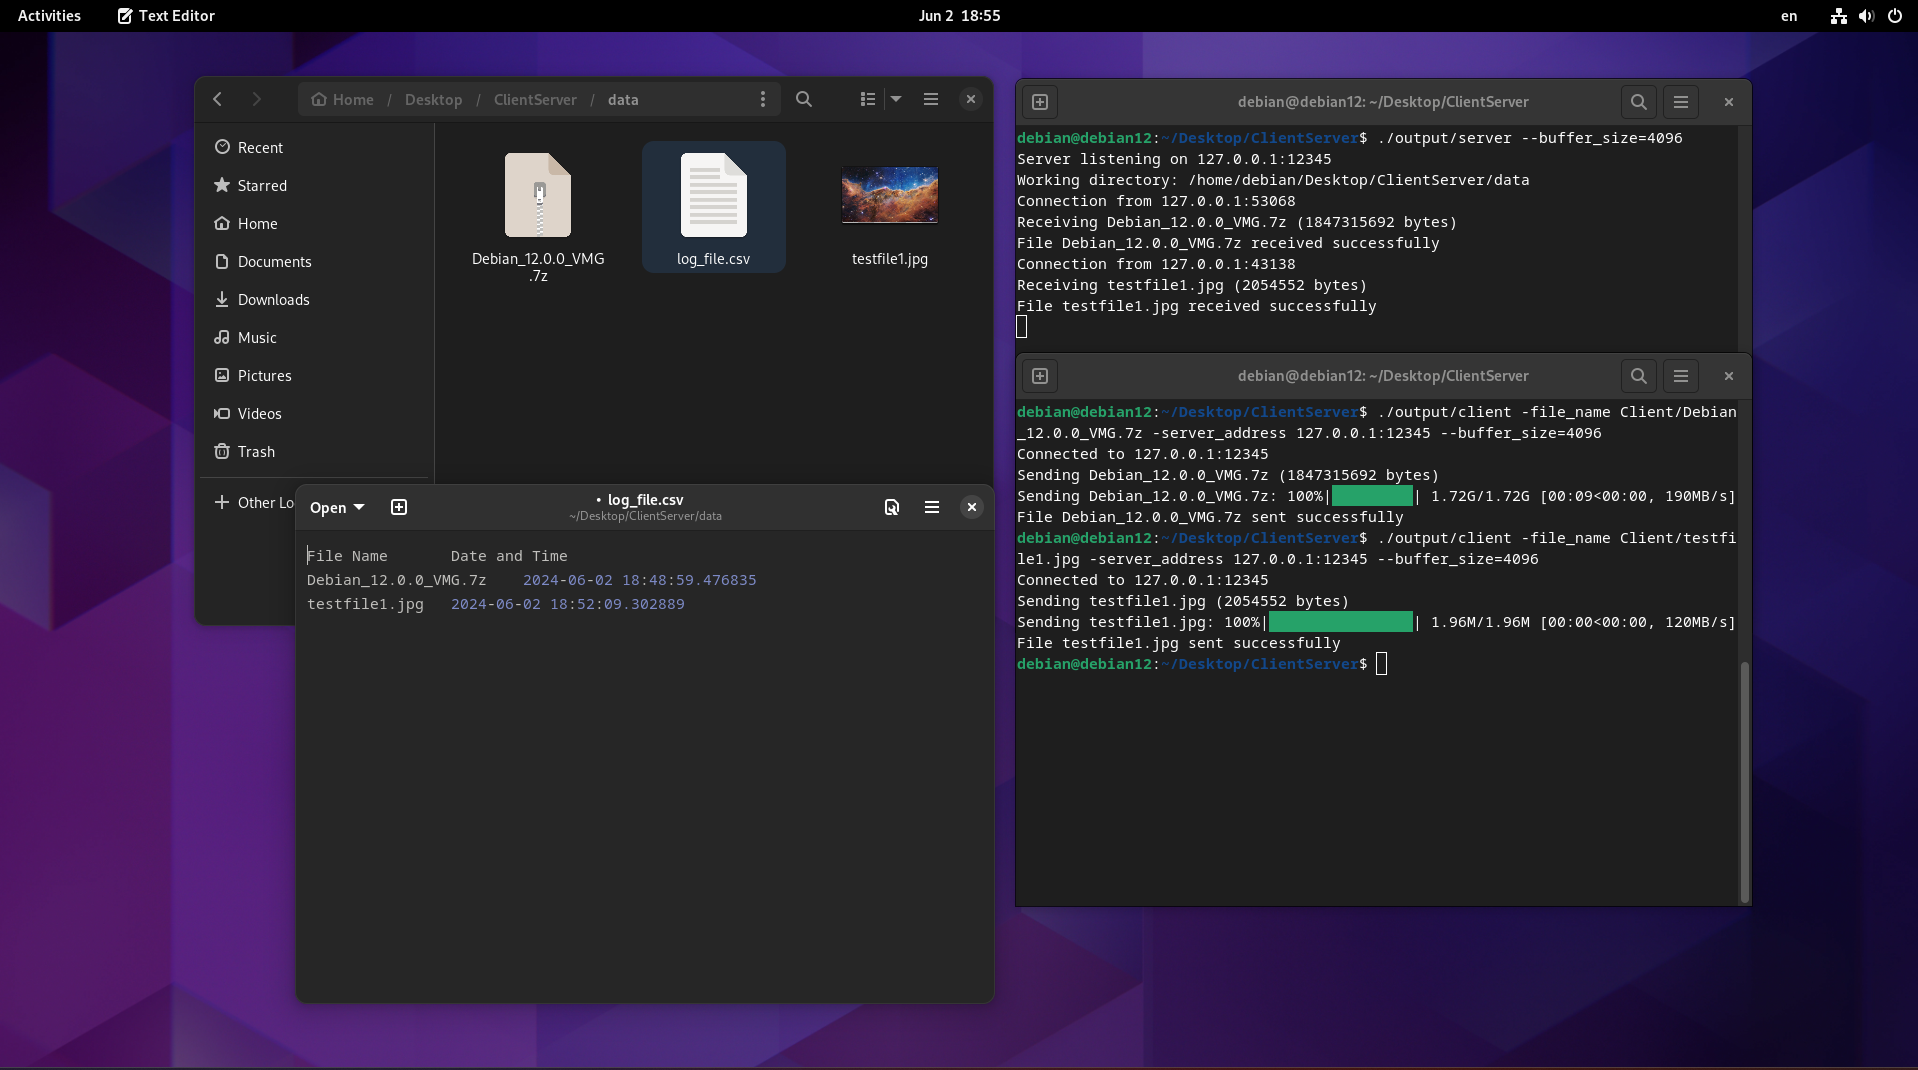 Activities
Text Editor
Jun 2 18:55
en
Home / Desktop / ClientServer / data
Recent
Starred
Home
Documents
Downloads
Music
Pictures
Videos
Trash
Other Lo
Debian_12.0.0_VMG
.7z
log_file.csv
testfile1.jpg
Open
• log_file.csv
~/Desktop/ClientServer/data
File Name Date and Time
Debian_12.0.0_VMG.7z 2024-06-02 18:48:59.476835
testfile1.jpg 2024-06-02 18:52:09.302889
debian@debian12: ~/Desktop/ClientServer
debian@debian12:~/Desktop/ClientServer$ ./output/server --buffer_size=4096
Server listening on 127.0.0.1:12345
Working directory: /home/debian/Desktop/ClientServer/data
Connection from 127.0.0.1:53068
Receiving Debian_12.0.0_VMG.7z (1847315692 bytes)
File Debian_12.0.0_VMG.7z received successfully
Connection from 127.0.0.1:43138
Receiving testfile1.jpg (2054552 bytes)
File testfile1.jpg received successfully
debian@debian12: ~/Desktop/ClientServer
debian@debian12:~/Desktop/ClientServer$ ./output/client -file_name Client/Debian
_12.0.0_VMG.7z -server_address 127.0.0.1:12345 --buffer_size=4096
Connected to 127.0.0.1:12345
Sending Debian_12.0.0_VMG.7z (1847315692 bytes)
Sending Debian_12.0.0_VMG.7z: 100%| | 1.72G/1.72G [00:09<00:00, 190MB/s]
File Debian_12.0.0_VMG.7z sent successfully
debian@debian12:~/Desktop/ClientServer$ ./output/client -file_name Client/testfi
le1.jpg -server_address 127.0.0.1:12345 --buffer_size=4096
Connected to 127.0.0.1:12345
Sending testfile1.jpg (2054552 bytes)
Sending testfile1.jpg: 100%| | 1.96M/1.96M [00:00<00:00, 120MB/s]
File testfile1.jpg sent successfully
debian@debian12:~/Desktop/ClientServer$